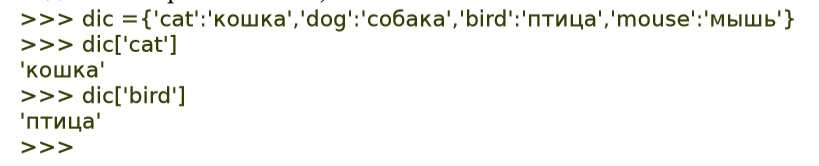 >>> dic ={'cat':'кошка','dog':'собака','bird':'птица','mouse':'мышь'}
>>> dic['cat']
'кошка'
>>> dic['bird']
'птица'
>>>